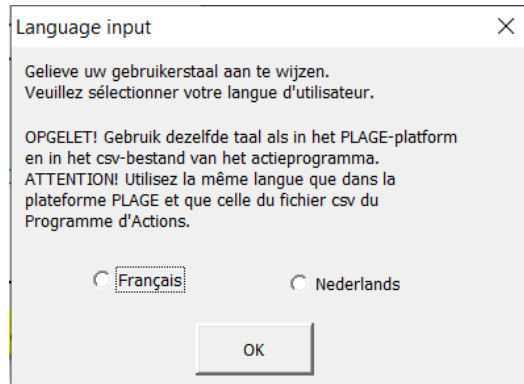 Language input
Gelieve uw gebruikerstaal aan te wijzen.
Veuillez sélectionner votre langue d'utilisateur.
OPGELET! Gebruik dezelfde taal als in het PLAGE-platform
en in het csv-bestand van het actieprogramma.
ATTENTION! Utilisez la même langue que dans la
plateforme PLAGE et que celle du fichier csv du
Programme d'Actions.
Français
Nederlands
OK